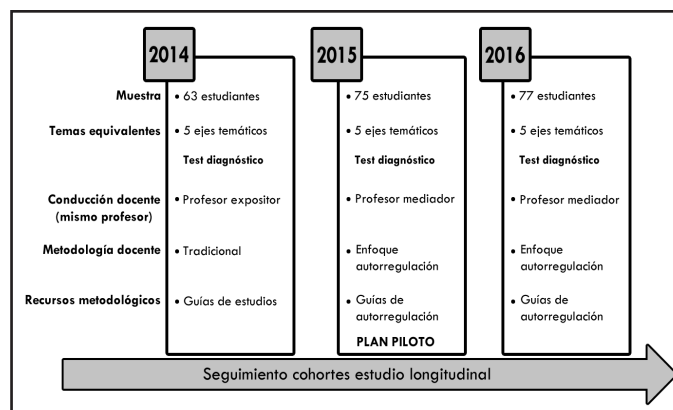 2014 2015 2016
Muestra • 63 estudiantes • 75 estudiantes • 77 estudiantes
Temas equivalentes • 5 ejes temáticos • 5 ejes temáticos • 5 ejes temáticos
Test diagnóstico Test diagnóstico Test diagnóstico
Conducción docente • Profesor expositor • Profesor mediador • Profesor mediador
(mismo profesor)
Metodología docente • Tradicional • Enfoque • Enfoque
autorregulación autorregulación
Recursos metodológicos • Guías de estudios • Guías de • Guías de
autorregulación autorregulación
PLAN PILOTO
Seguimiento cohortes estudio longitudinal